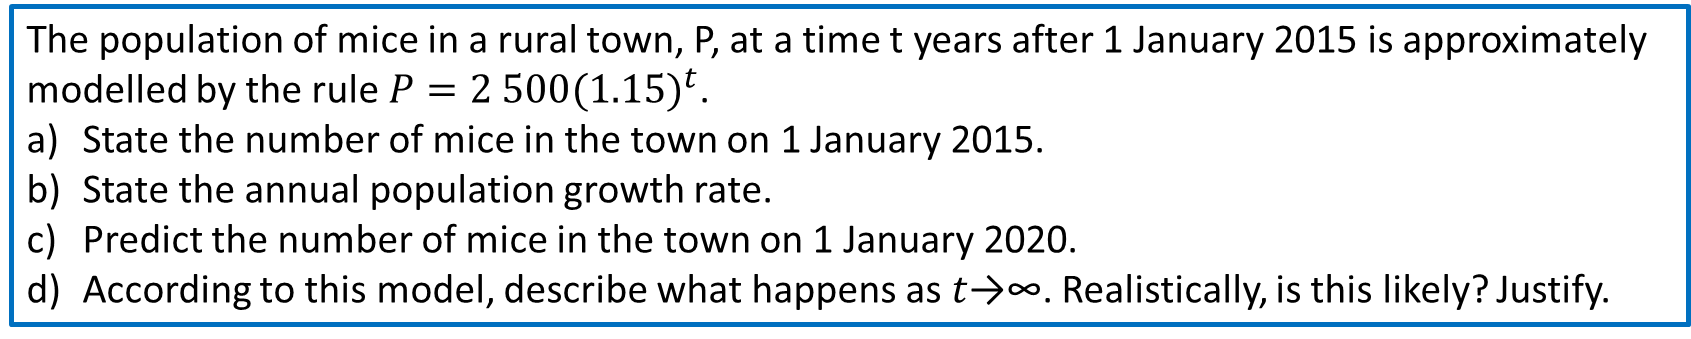 The population of mice in a rural town, P, at a time t years after 1 January 2015 is approximately
modelled by the rule P = 2 500(1.15)ᵗ.
a) State the number of mice in the town on 1 January 2015.
b) State the annual population growth rate.
c) Predict the number of mice in the town on 1 January 2020.
d) According to this model, describe what happens as t→∞. Realistically, is this likely? Justify.